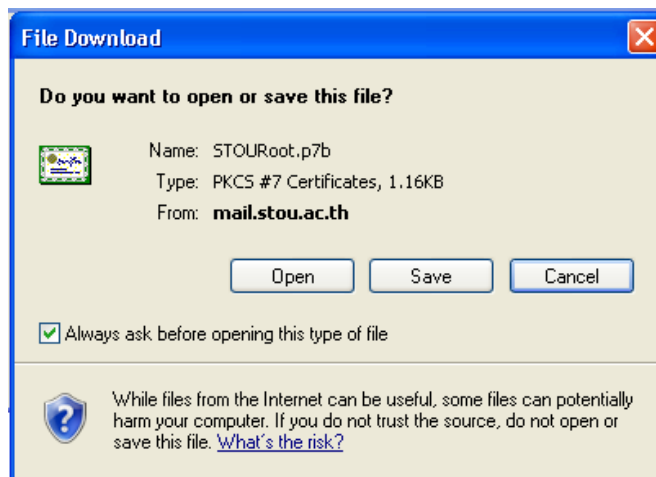 File Download
Do you want to open or save this file?
Name: STOURoot.p7b
Type: PKCS #7 Certificates, 1.16KB
From: mail.stou.ac.th
Open Save Cancel
Always ask before opening this type of file
While files from the Internet can be useful, some files can potentially
harm your computer. If you do not trust the source, do not open or
save this file. What's the risk?